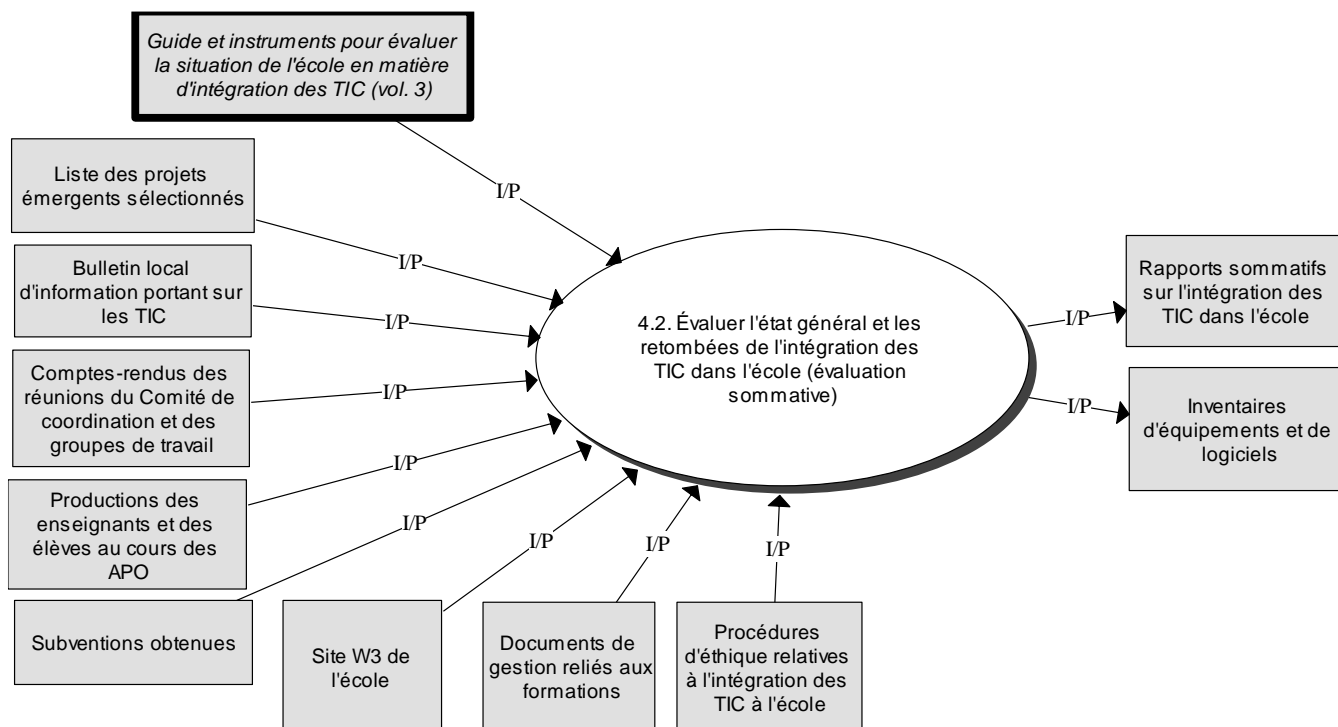 Guide et instruments pour évaluer
la situation de l'école en matière
d'intégration des TIC (vol. 3)
I/P
Liste des projets
émergents sélectionnés
I/P
Bulletin local
d'information portant sur
les TIC
I/P
Comptes-rendus des
réunions du Comité de
coordination et des
groupes de travail
I/P
Productions des
enseignants et des
élèves au cours des
APO
I/P
Subventions obtenues
I/P
Site W3 de
l'école
I/P
Documents de
gestion reliés aux
formations
I/P
Procédures
d'éthique relatives
à l'intégration des
TIC à l'école
I/P
4.2. Évaluer l'état général et les
retombées de l'intégration des
TIC dans l'école (évaluation
sommative)
I/P
Rapports sommatifs
sur l'intégration des
TIC dans l'école
I/P
Inventaires
d'équipements et de
logiciels